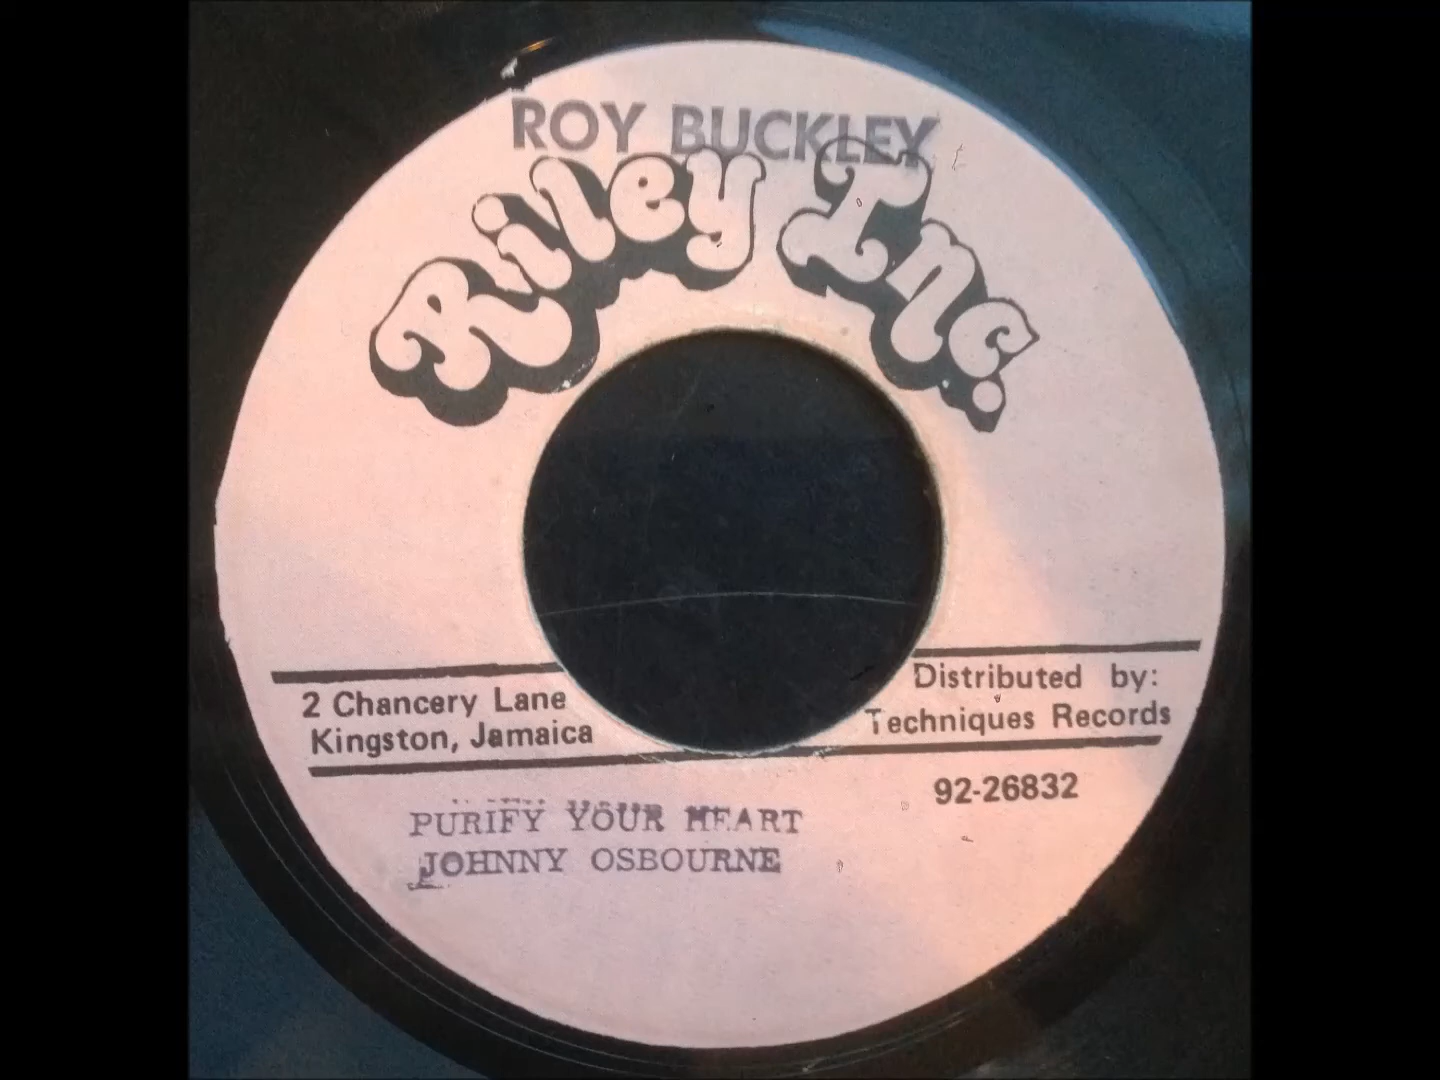 ROY BUCKLEY
Riley Inc.
2 Chancery Lane
Kingston, Jamaica
Distributed by:
Techniques Records
92-26832
PURIFY YOUR HEART
JOHNNY OSBOURNE